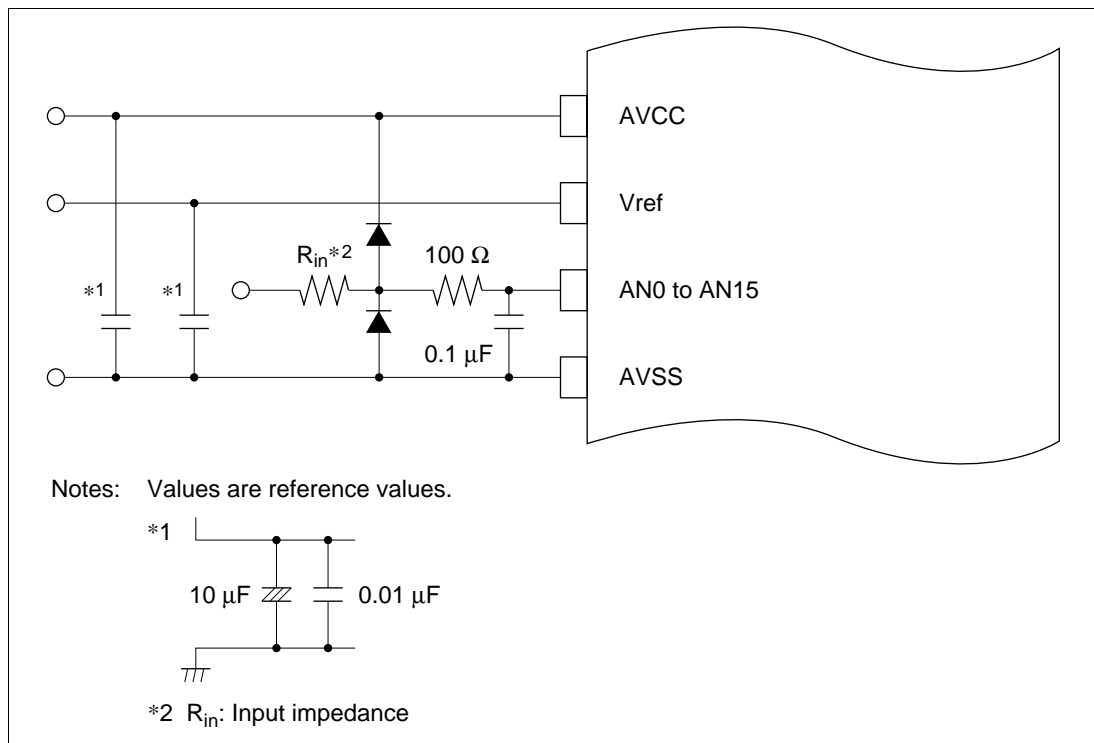 AVCC
Vref
Rin*2
100 Ω
*1
*1
AN0 to AN15
0.1 μF
AVSS
Notes: Values are reference values.
*1
10 μF
0.01 μF
*2 Rin: Input impedance